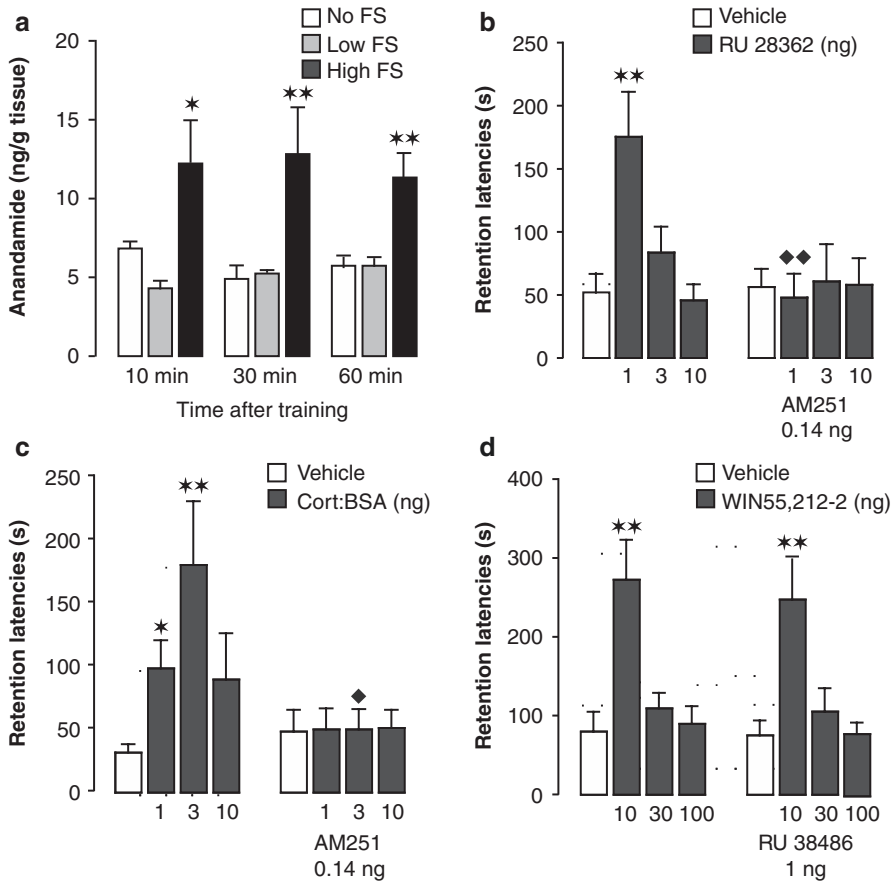 a
No FS
Low FS
High FS
Anandamide (ng/g tissue)
20
15
10
5
0
10 min
30 min
60 min
Time after training
b
Vehicle
RU 28362 (ng)
Retention latencies (s)
250
200
150
100
50
0
1 3 10
1 3 10
AM251
0.14 ng
c
Vehicle
Cort:BSA (ng)
Retention latencies (s)
250
200
150
100
50
0
1 3 10
1 3 10
AM251
0.14 ng
d
Vehicle
WIN55,212-2 (ng)
Retention latencies (s)
400
300
200
100
0
10 30 100
10 30 100
RU 38486
1 ng